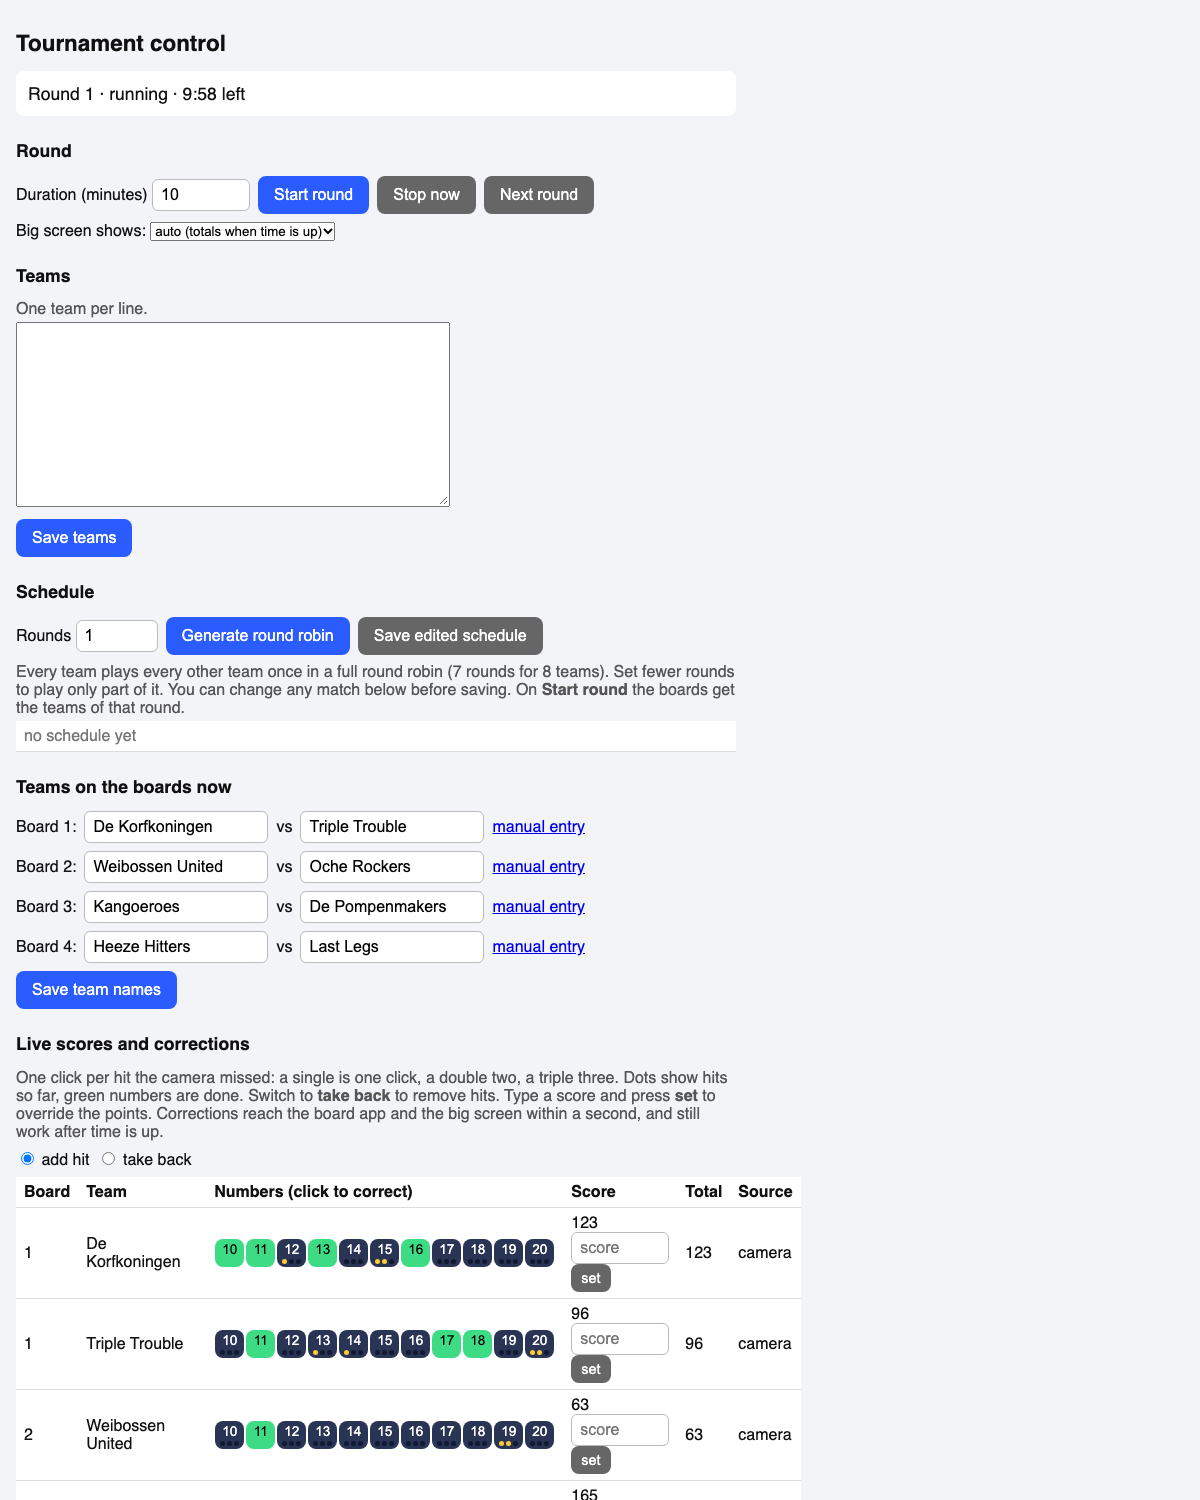 Tournament control
Round 1 · running · 9:58 left
Round
Duration (minutes) 10 Start round Stop now Next round
Big screen shows: auto (totals when time is up)
Teams
One team per line.
Save teams
Schedule
Rounds 1 Generate round robin Save edited schedule
Every team plays every other team once in a full round robin (7 rounds for 8 teams). Set fewer rounds
to play only part of it. You can change any match below before saving. On Start round the boards get
the teams of that round.
no schedule yet
Teams on the boards now
Board 1: De Korfkoningen vs Triple Trouble manual entry
Board 2: Weibossen United vs Oche Rockers manual entry
Board 3: Kangoeroes vs De Pompenmakers manual entry
Board 4: Heeze Hitters vs Last Legs manual entry
Save team names
Live scores and corrections
One click per hit the camera missed: a single is one click, a double two, a triple three. Dots show hits
so far, green numbers are done. Switch to take back to remove hits. Type a score and press set to
override the points. Corrections reach the board app and the big screen within a second, and still
work after time is up.
add hit take back
Board Team Numbers (click to correct) Score Total Source
1 De Korfkoningen 10 11 12 13 14 15 16 17 18 19 20 123 score set 123 camera
1 Triple Trouble 10 11 12 13 14 15 16 17 18 19 20 96 score set 96 camera
2 Weibossen United 10 11 12 13 14 15 16 17 18 19 20 63 score set 63 camera
165